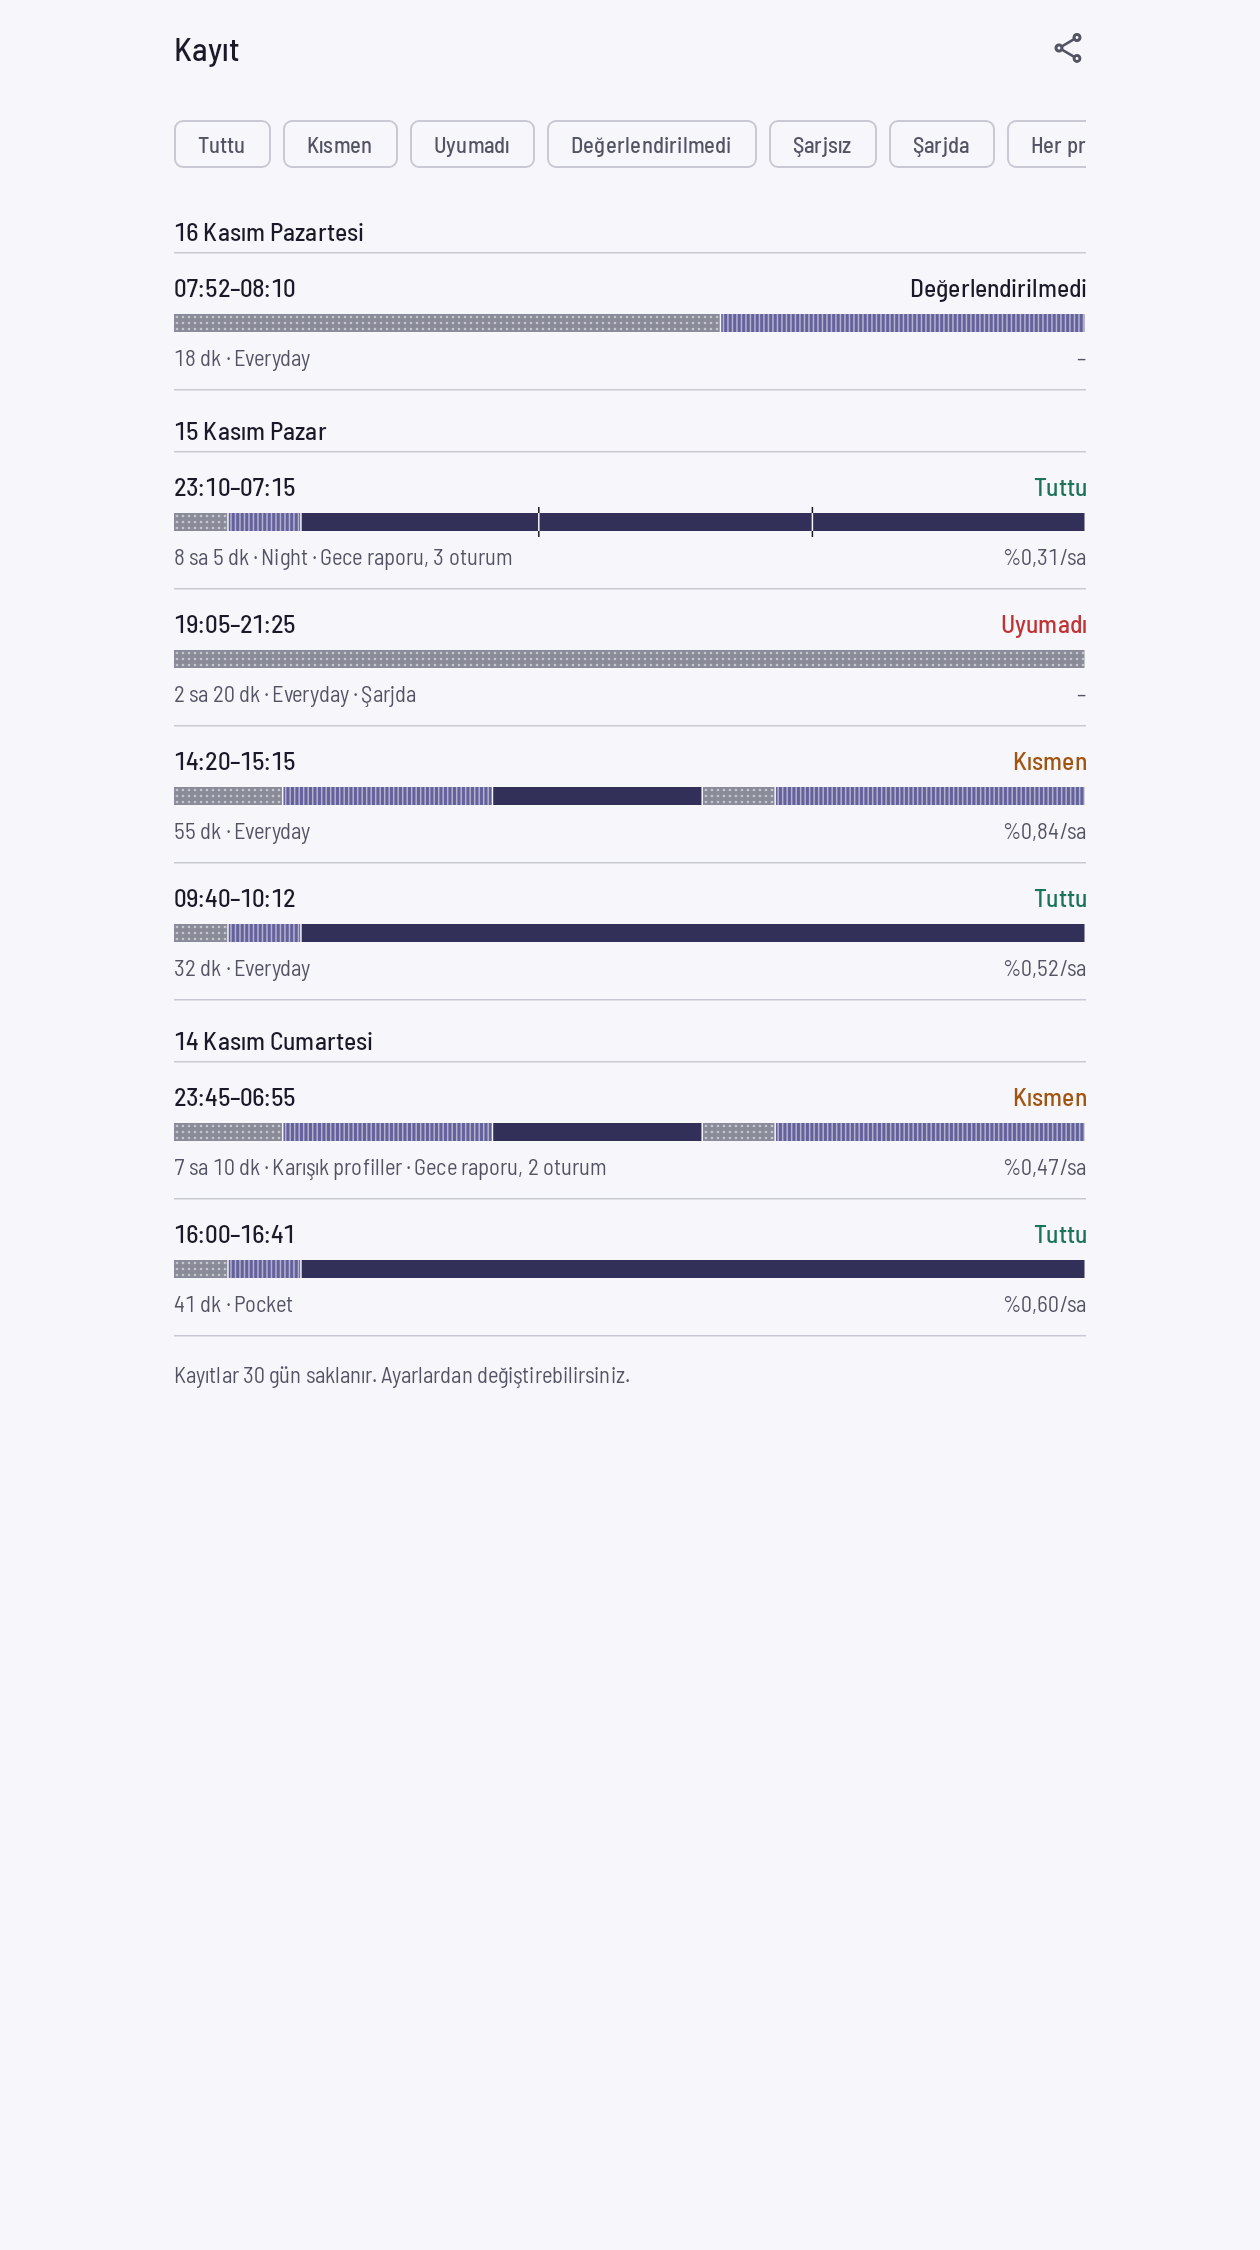 Kayıt
Tuttu Kısmen Uyumadı Değerlendirilmedi Şarjsız Şarjda Her pr
16 Kasım Pazartesi
07:52–08:10 Değerlendirilmedi
18 dk · Everyday –
15 Kasım Pazar
23:10–07:15 Tuttu
8 sa 5 dk · Night · Gece raporu, 3 oturum %0,31/sa
19:05–21:25 Uyumadı
2 sa 20 dk · Everyday · Şarjda –
14:20–15:15 Kısmen
55 dk · Everyday %0,84/sa
09:40–10:12 Tuttu
32 dk · Everyday %0,52/sa
14 Kasım Cumartesi
23:45–06:55 Kısmen
7 sa 10 dk · Karışık profiller · Gece raporu, 2 oturum %0,47/sa
16:00–16:41 Tuttu
41 dk · Pocket %0,60/sa
Kayıtlar 30 gün saklanır. Ayarlardan değiştirebilirsiniz.